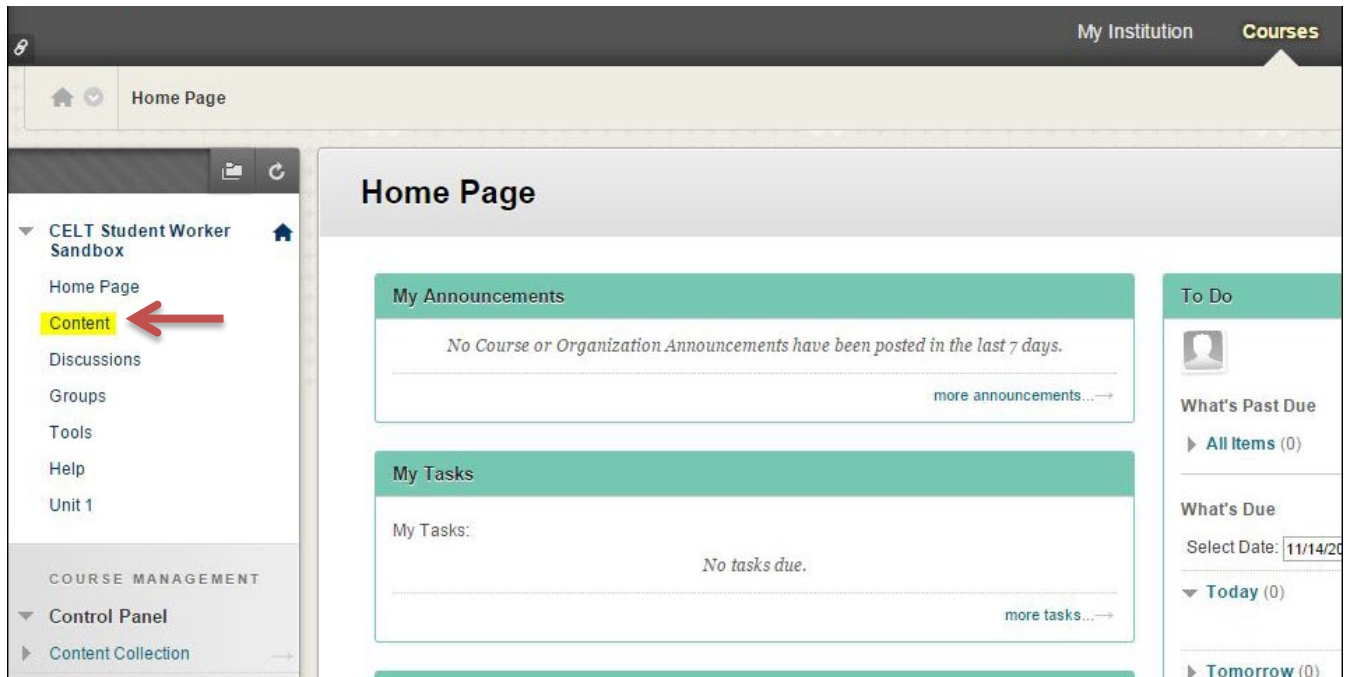 My Institution
Courses
Home Page
Home Page
CELT Student Worker
Sandbox
Home Page
Content
Discussions
Groups
Tools
Help
Unit 1
COURSE MANAGEMENT
Control Panel
Content Collection
My Announcements
No Course or Organization Announcements have been posted in the last 7 days.
more announcements...→
My Tasks
My Tasks:
No tasks due.
more tasks...→
To Do
What's Past Due
All Items (0)
What's Due
Select Date: 11/14/20
Today (0)
Tomorrow (0)